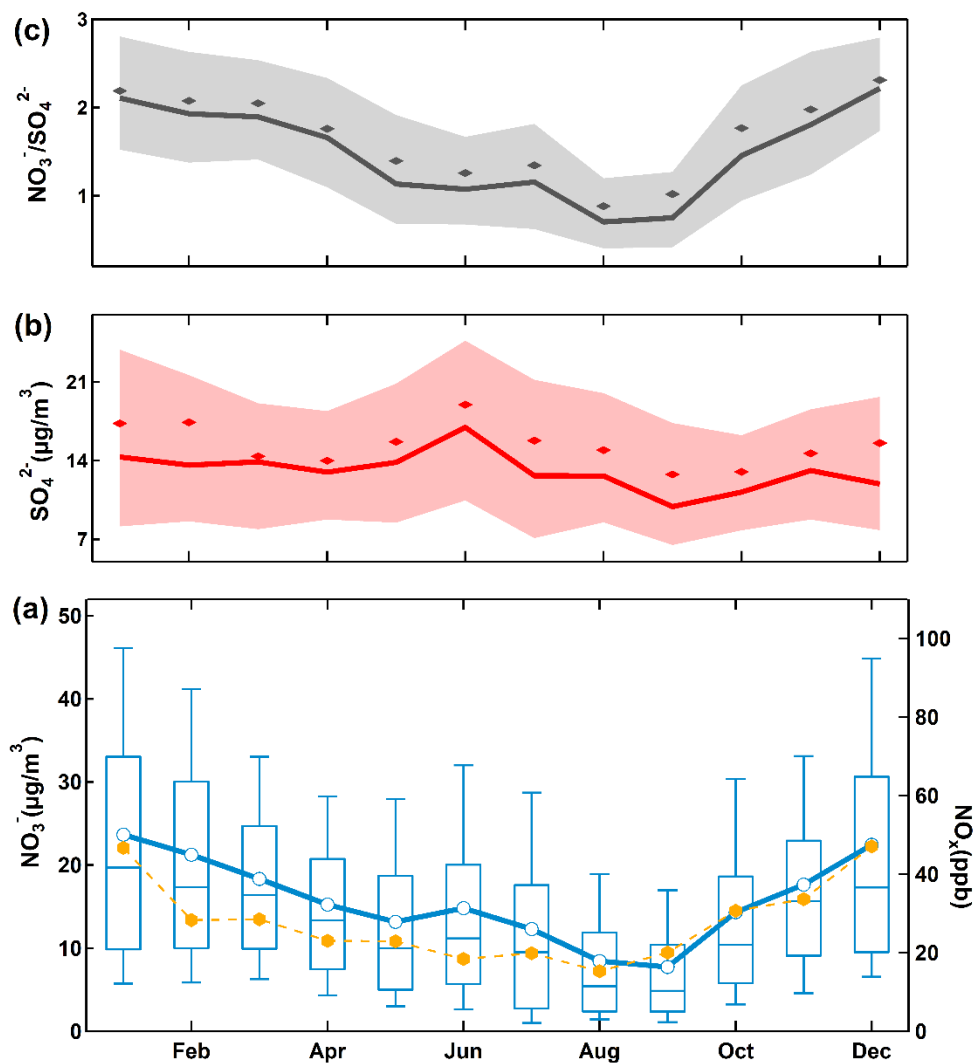 (c)
3
2
1
NO₃⁻/SO₄²⁻
(b)
21
14
7
SO₄²⁻(µg/m³)
(a)
50
40
30
20
10
0
NO₃⁻(µg/m³)
100
80
60
40
20
0
NOₓ(ppb)
Feb Apr Jun Aug Oct Dec